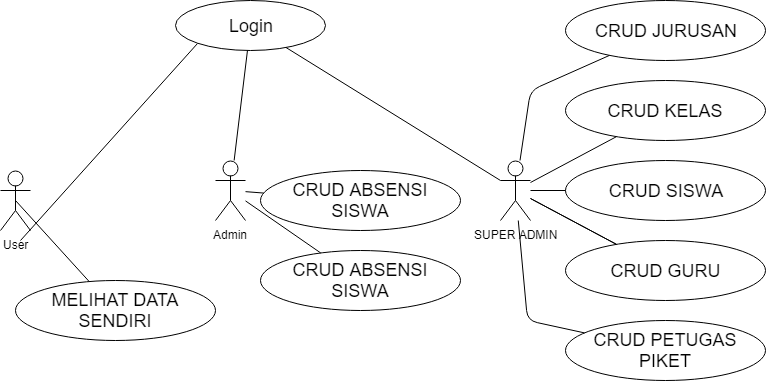 Login
CRUD JURUSAN
CRUD KELAS
CRUD ABSENSI
SISWA
CRUD SISWA
User
Admin
SUPER ADMIN
CRUD ABSENSI
SISWA
CRUD GURU
MELIHAT DATA
SENDIRI
CRUD PETUGAS
PIKET